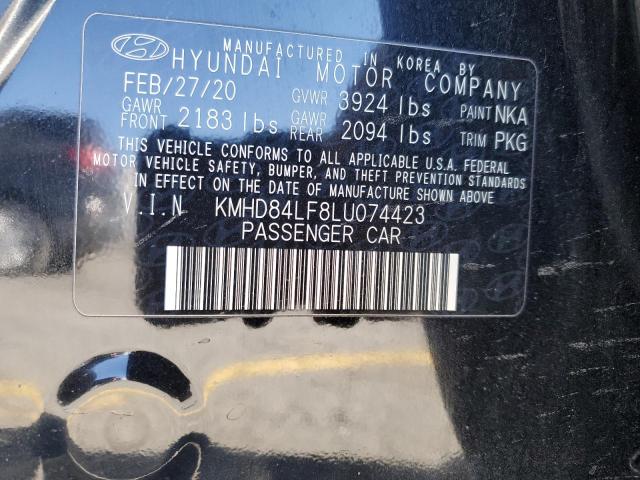 MANUFACTURED IN KOREA BY
HYUNDAI MOTOR COMPANY
FEB/27/20 GVWR 3924 lbs PAINT NKA
GAWR FRONT 2183 lbs GAWR REAR 2094 lbs TRIM PKG
THIS VEHICLE CONFORMS TO ALL APPLICABLE U.S.A. FEDERAL
MOTOR VEHICLE SAFETY, BUMPER, AND THEFT PREVENTION STANDARDS
IN EFFECT ON THE DATE OF MANUFACTURE SHOWN ABOVE.
V.I.N KMHD84LF8LU074423
PASSENGER CAR